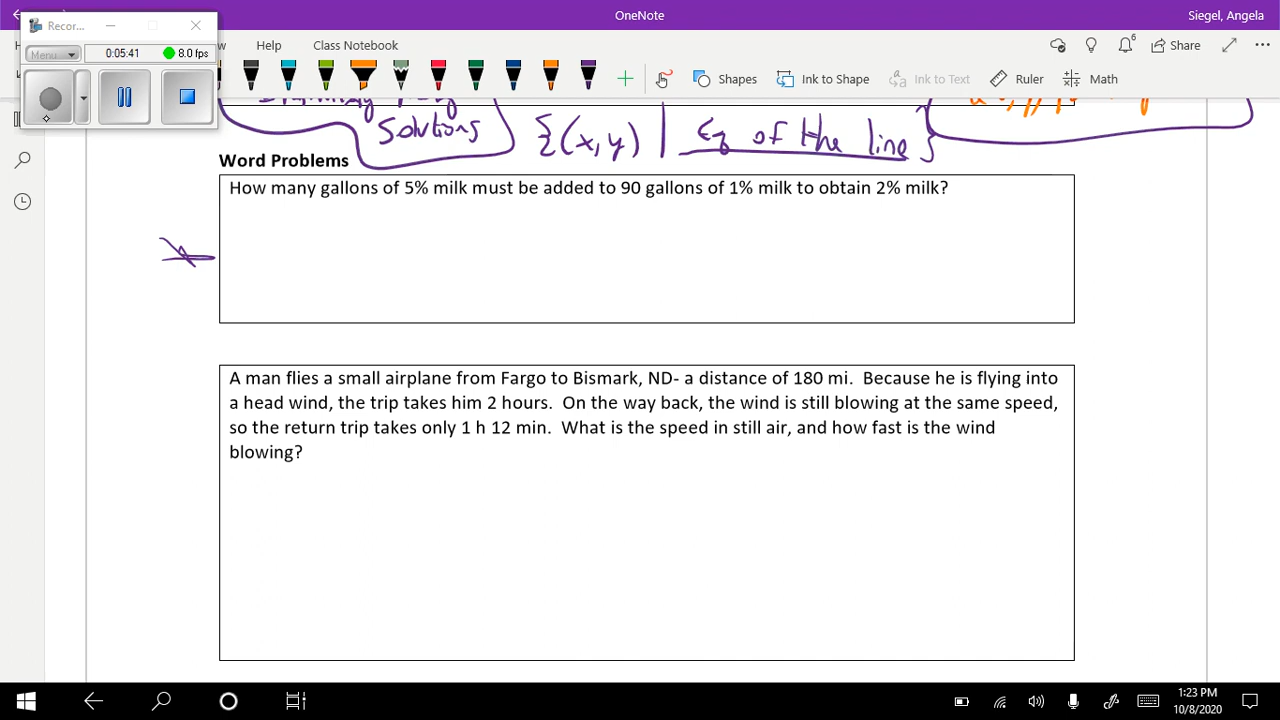 OneNote
Siegel, Angela
Recor...
Menu
0:05:41
8.0 fps
Help
Class Notebook
6
Share
Shapes
Ink to Shape
Ink to Text
Ruler
Math
Solutions
{(x,y) | Eq of the line}
Word Problems
How many gallons of 5% milk must be added to 90 gallons of 1% milk to obtain 2% milk?
A man flies a small airplane from Fargo to Bismark, ND- a distance of 180 mi.  Because he is flying into
a head wind, the trip takes him 2 hours.  On the way back, the wind is still blowing at the same speed,
so the return trip takes only 1 h 12 min.  What is the speed in still air, and how fast is the wind
blowing?
1:23 PM
10/8/2020